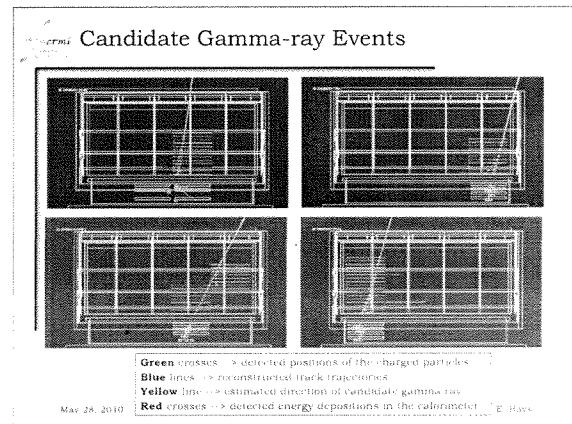 Candidate Gamma-ray Events
Green crosses --> detected positions of the charged particles
Blue lines --> reconstructed track trajectories
Yellow line --> estimated direction of candidate gamma ray
Red crosses --> detected energy depositions in the calorimeter
May 28, 2010
E. Hays